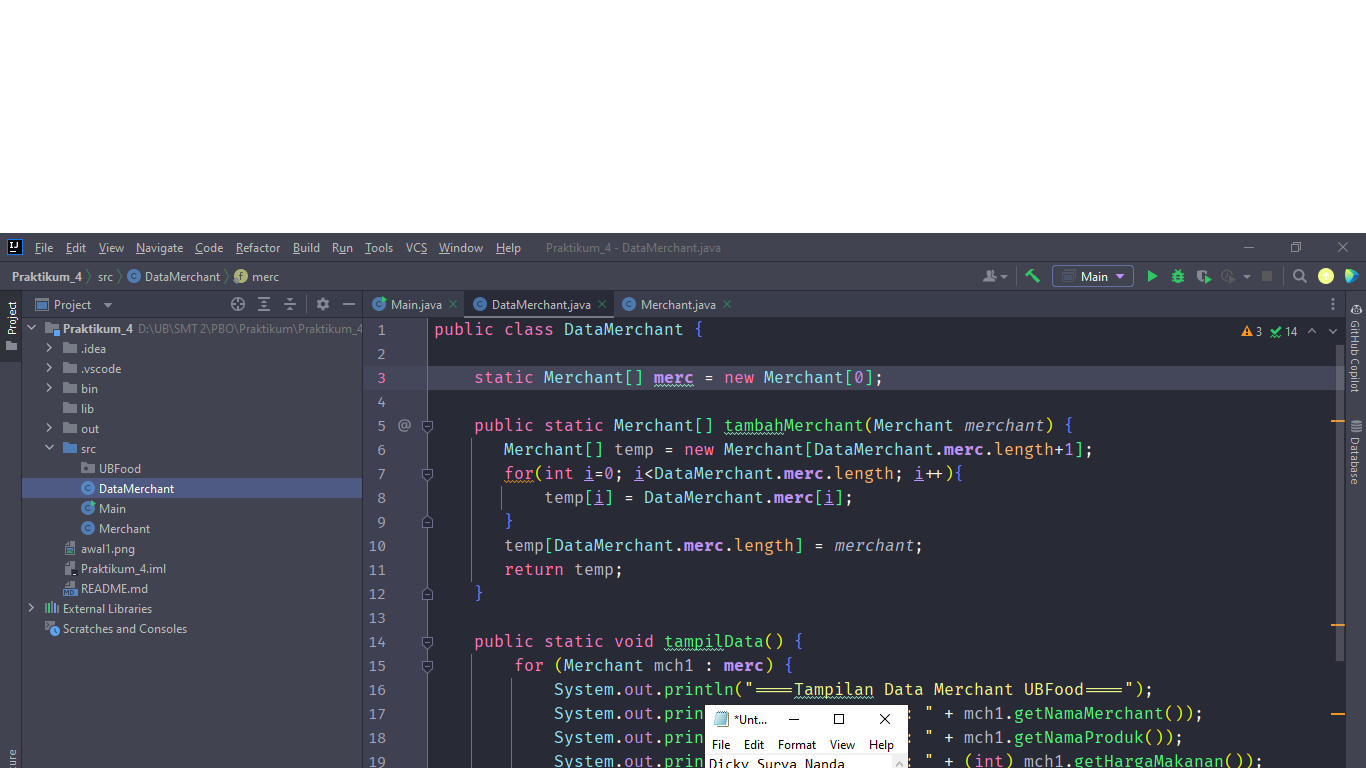 File Edit View Navigate Code Refactor Build Run Tools VCS Window Help Praktikum_4 - DataMerchant.java
Praktikum_4 src DataMerchant merc Main
Project Main.java DataMerchant.java Merchant.java
Project
Praktikum_4 D:\UB\SMT 2\PBO\Praktikum\Praktikum_4
.idea
.vscode
bin
lib
out
src
UBFood
DataMerchant
Main
Merchant
awal1.png
Praktikum_4.iml
README.md
External Libraries
Scratches and Consoles
3 14
1 public class DataMerchant {
2
3 static Merchant[] merc = new Merchant[0];
4
5 @ public static Merchant[] tambahMerchant(Merchant merchant) {
6 Merchant[] temp = new Merchant[DataMerchant.merc.length+1];
7 for(int i=0; i<DataMerchant.merc.length; i++){
8 temp[i] = DataMerchant.merc[i];
9 }
10 temp[DataMerchant.merc.length] = merchant;
11 return temp;
12 }
13
14 public static void tampilData() {
15 for (Merchant mch1 : merc) {
16 System.out.println("====Tampilan Data Merchant UBFood====");
17 System.out.prin : " + mch1.getNamaMerchant());
18 System.out.prin : " + mch1.getNamaProduk());
19 System.out.prin : " + (int) mch1.getHargaMakanan());
GitHub Copilot
Database
*Unt...
File Edit Format View Help
Dicky Surya Nanda